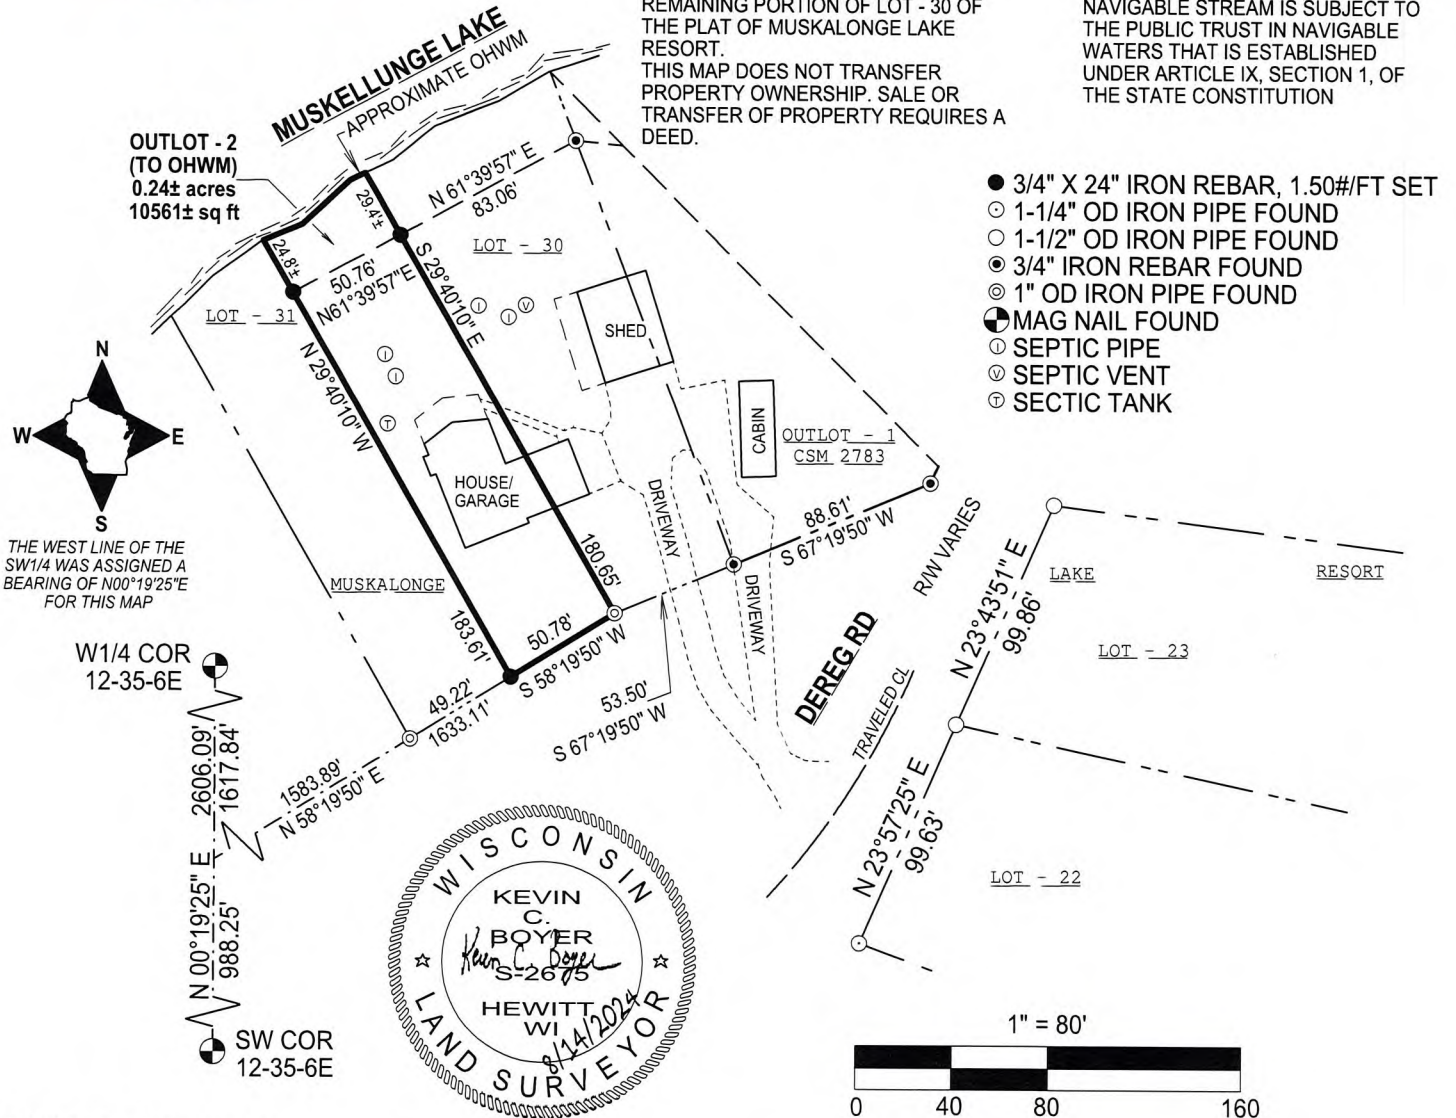 REMAINING PORTION OF LOT - 30 OF
THE PLAT OF MUSKALONGE LAKE
RESORT.
THIS MAP DOES NOT TRANSFER
PROPERTY OWNERSHIP. SALE OR
TRANSFER OF PROPERTY REQUIRES A
DEED.
NAVIGABLE STREAM IS SUBJECT TO
THE PUBLIC TRUST IN NAVIGABLE
WATERS THAT IS ESTABLISHED
UNDER ARTICLE IX, SECTION 1, OF
THE STATE CONSTITUTION
MUSKELLUNGE LAKE
APPROXIMATE OHWM
OUTLOT - 2
(TO OHWM)
0.24± acres
10561± sq ft
29.4'±
24.8'±
N 61°39'57" E
83.06'
50.76'
N61°39'57"E
LOT - 30
LOT - 31
S 29°40'10" E
N 29°40'10" W
SHED
CABIN
OUTLOT - 1
CSM 2783
HOUSE/
GARAGE
DRIVEWAY
DRIVEWAY
88.61'
S 67°19'50" W
180.65'
183.61'
MUSKALONGE
50.78'
S 58°19'50" W
53.50'
S 67°19'50" W
49.22'
1633.11'
1583.89'
N 58°19'50" E
3/4" X 24" IRON REBAR, 1.50#/FT SET
1-1/4" OD IRON PIPE FOUND
1-1/2" OD IRON PIPE FOUND
3/4" IRON REBAR FOUND
1" OD IRON PIPE FOUND
MAG NAIL FOUND
I SEPTIC PIPE
V SEPTIC VENT
T SECTIC TANK
I
I
V
I
I
T
N
W
E
S
THE WEST LINE OF THE
SW1/4 WAS ASSIGNED A
BEARING OF N00°19'25"E
FOR THIS MAP
W1/4 COR
12-35-6E
2606.09'
1617.84'
N 00°19'25" E
988.25'
SW COR
12-35-6E
R/W VARIES
DEREG RD
TRAVELED CL
LAKE
RESORT
N 23°43'51" E
99.86'
LOT - 23
N 23°57'25" E
99.63'
LOT - 22
WISCONSIN
KEVIN
C.
BOYER
Kevin C. Boyer
S-2675
HEWITT
WI
8/14/2024
LAND SURVEYOR
1" = 80'
0 40 80 160